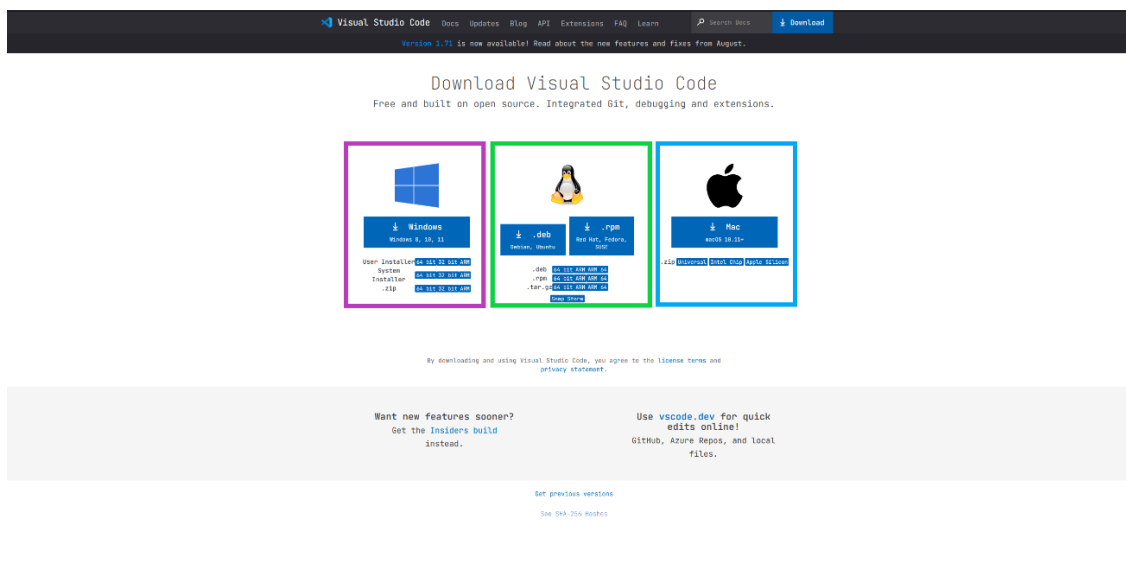 Visual Studio Code Docs Updates Blog API Extensions FAQ Learn Search Docs Download
Version 1.71 is now available! Read about the new features and fixes from August.
Download Visual Studio Code
Free and built on open source. Integrated Git, debugging and extensions.
Windows
Windows 8, 10, 11
User Installer 64 bit 32 bit ARM
System
Installer 64 bit 32 bit ARM
.zip 64 bit 32 bit ARM
.deb
Debian, Ubuntu
.rpm
Red Hat, Fedora,
SUSE
.deb 64 bit ARM ARM 64
.rpm 64 bit ARM ARM 64
.tar.gz 64 bit ARM ARM 64
Snap Store
Mac
macOS 10.11+
.zip Universal Intel Chip Apple Silicon
By downloading and using Visual Studio Code, you agree to the license terms and
privacy statement.
Want new features sooner?
Get the Insiders build
instead.
Use vscode.dev for quick
edits online!
GitHub, Azure Repos, and local
files.
Get previous versions
See SHA-256 Hashes